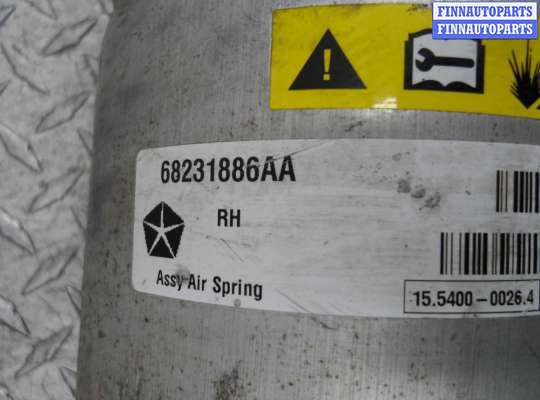 FINNAUTOPARTS
FINNAUTOPARTS
68231886AA
RH
Assy Air Spring
15.5400-0026.4